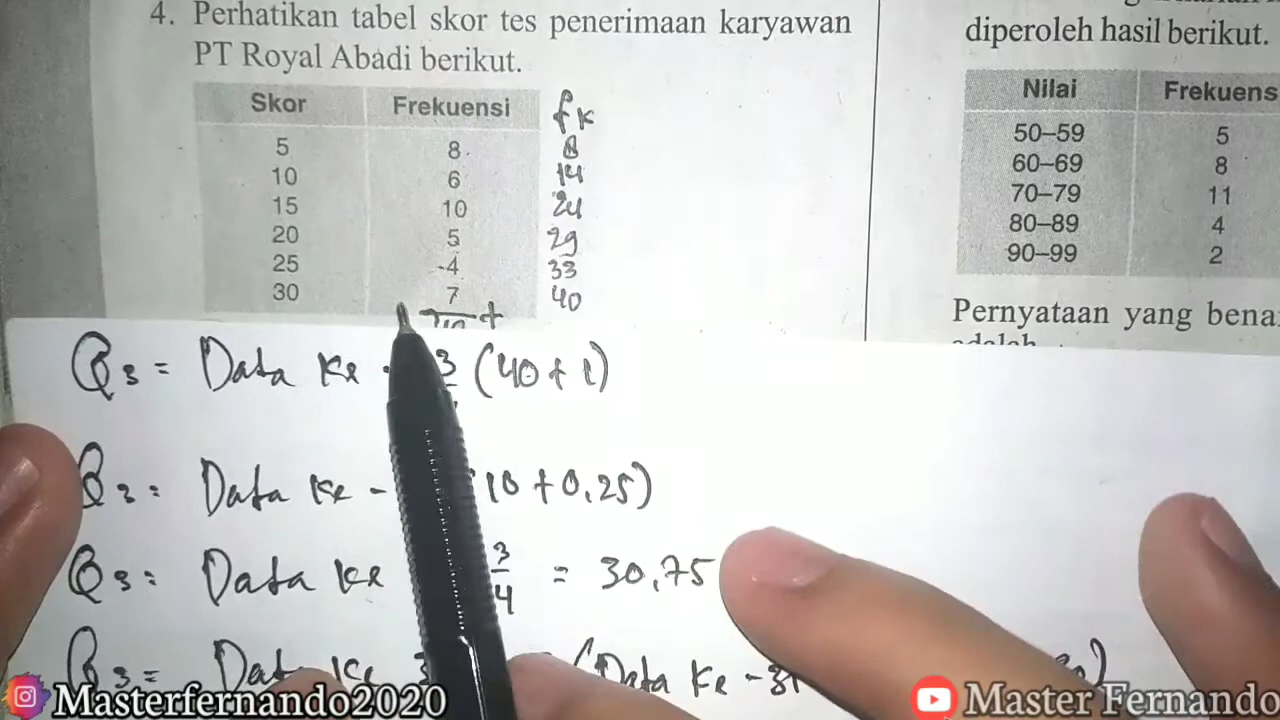 4. Perhatikan tabel skor tes penerimaan karyawan
PT Royal Abadi berikut.
Skor Frekuensi fk
5 8 8
10 6 14
15 10 24
20 5 29
25 4 33
30 7 40
+
diperoleh hasil berikut.
Nilai Frekuens
50–59 5
60–69 8
70–79 11
80–89 4
90–99 2
Pernyataan yang bena
adalah
Q3 = Data ke - 3 (40 + 1)
Data ke - 10 + 0,25)
Q3 = Data ke 3/4 = 30,75
Q3 = Data ke (Data ke - 31
Masterfernando2020
Master Fernando